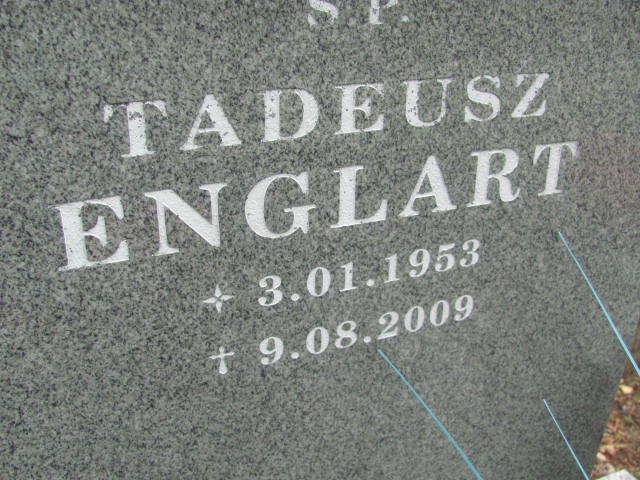 Ś.P.
TADEUSZ
ENGLART
3.01.1953
✝ 9.08.2009